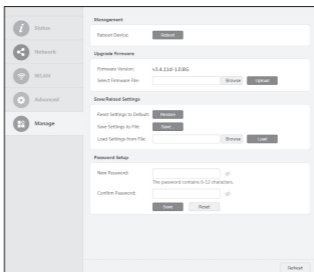 Status
Network
WLAN
Advanced
Manage
Management
Reboot Device: Reboot
Upgrade Firmware
Firmware Version:
Select Firmware File: Browse Upload
Save/Reload Settings
Reset Settings to Default: Restore
Save Settings to File: Save
Load Settings from File: Browse Load
Password Setup
New Password:
The password contains 5-12 characters.
Confirm Password:
Save Reset
Refresh